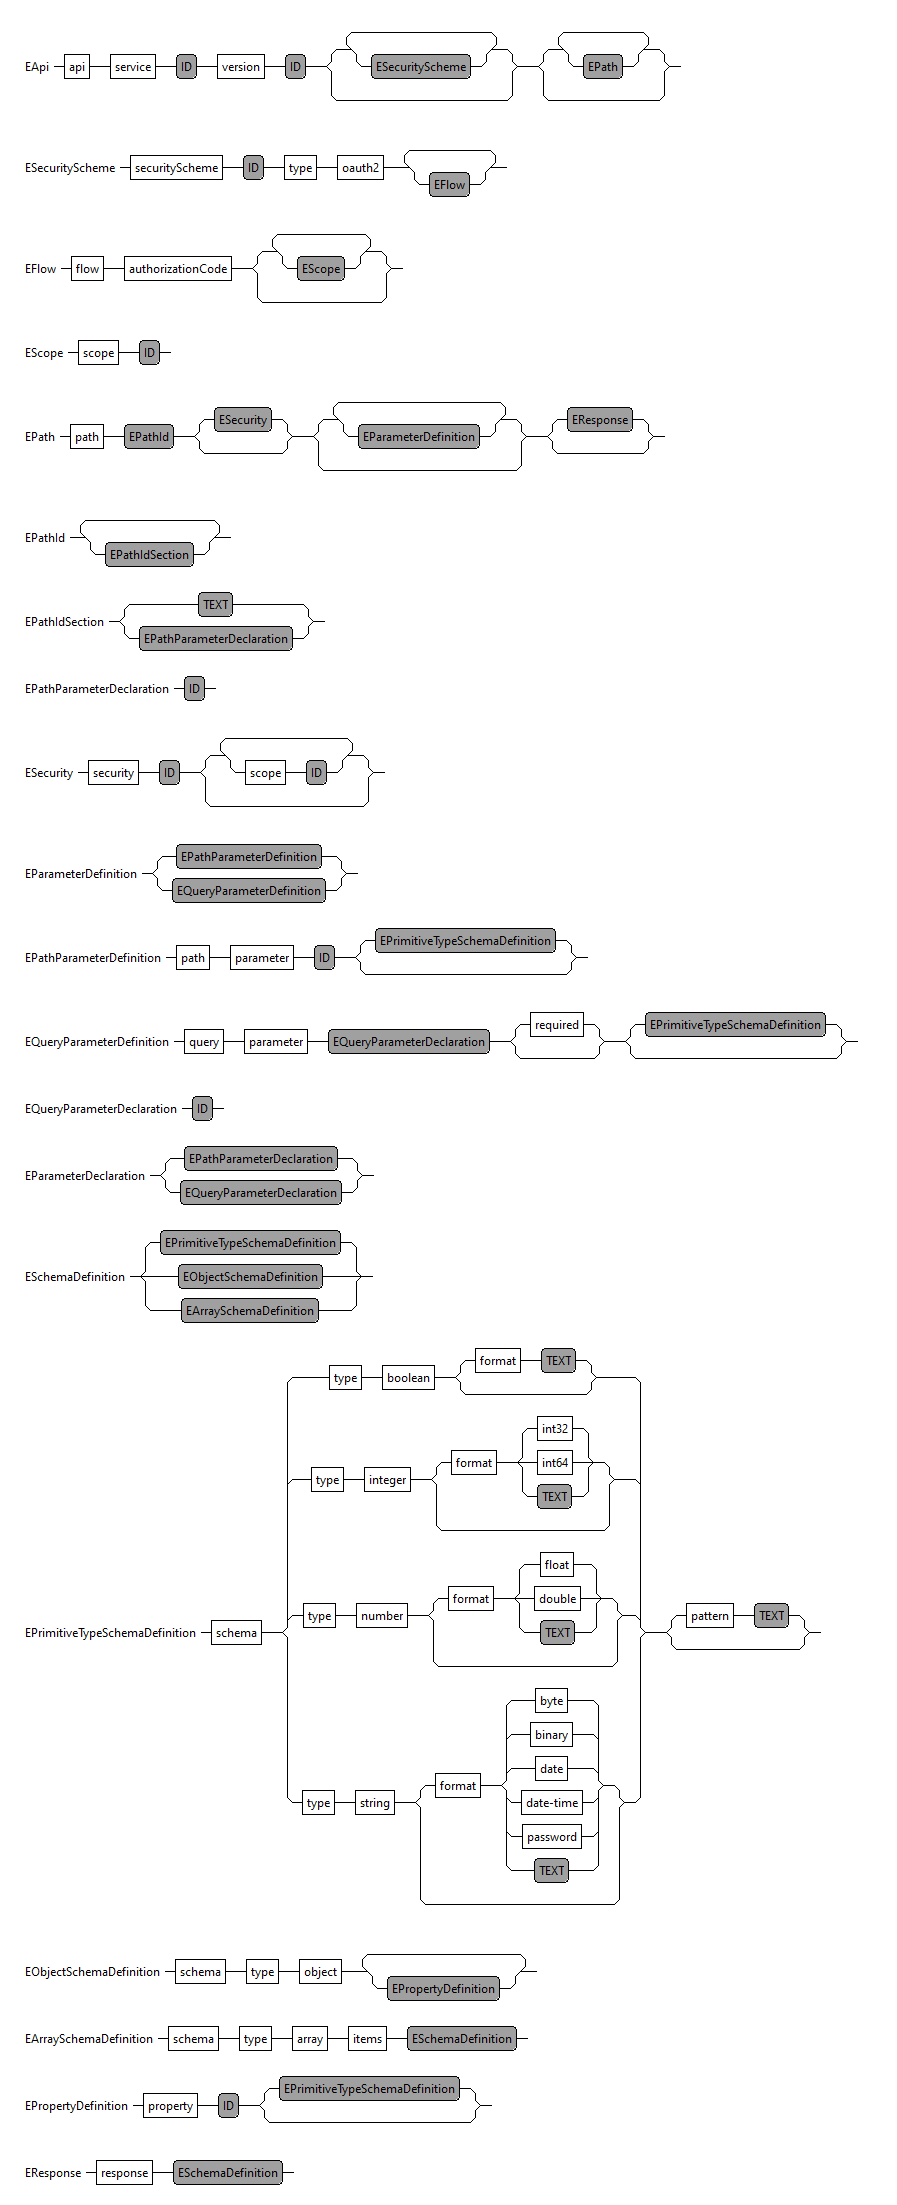 EApi api service ID version ID ESecurityScheme EPath
ESecurityScheme securityScheme ID type oauth2 EFlow
EFlow flow authorizationCode EScope
EScope scope ID
EPath path EPathId ESecurity EParameterDefinition EResponse
EPathId EPathIdSection
EPathIdSection TEXT
EPathParameterDeclaration
EPathParameterDeclaration ID
ESecurity security ID scope ID
EParameterDefinition EPathParameterDefinition
EQueryParameterDefinition
EPathParameterDefinition path parameter ID EPrimitiveTypeSchemaDefinition
EQueryParameterDefinition query parameter EQueryParameterDeclaration required EPrimitiveTypeSchemaDefinition
EQueryParameterDeclaration ID
EParameterDeclaration EPathParameterDeclaration
EQueryParameterDeclaration
EPrimitiveTypeSchemaDefinition
ESchemaDefinition EObjectSchemaDefinition
EArraySchemaDefinition
format TEXT
type boolean
int32
format int64
type integer
TEXT
float
format double
type number
TEXT
EPrimitiveTypeSchemaDefinition schema pattern TEXT
byte
binary
date
format
type string date-time
password
TEXT
EObjectSchemaDefinition schema type object EPropertyDefinition
EArraySchemaDefinition schema type array items ESchemaDefinition
EPropertyDefinition property ID EPrimitiveTypeSchemaDefinition
EResponse response ESchemaDefinition